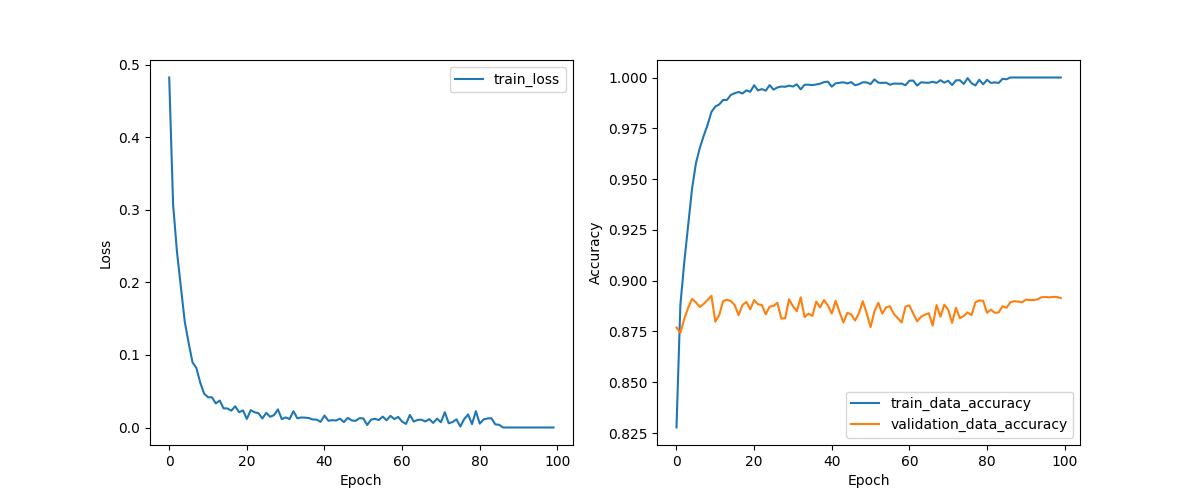 train_loss
0.5
0.4
0.3
0.2
0.1
0.0
Loss
0 20 40 60 80 100
Epoch
1.000
0.975
0.950
0.925
0.900
0.875
0.850
0.825
Accuracy
train_data_accuracy
validation_data_accuracy
0 20 40 60 80 100
Epoch